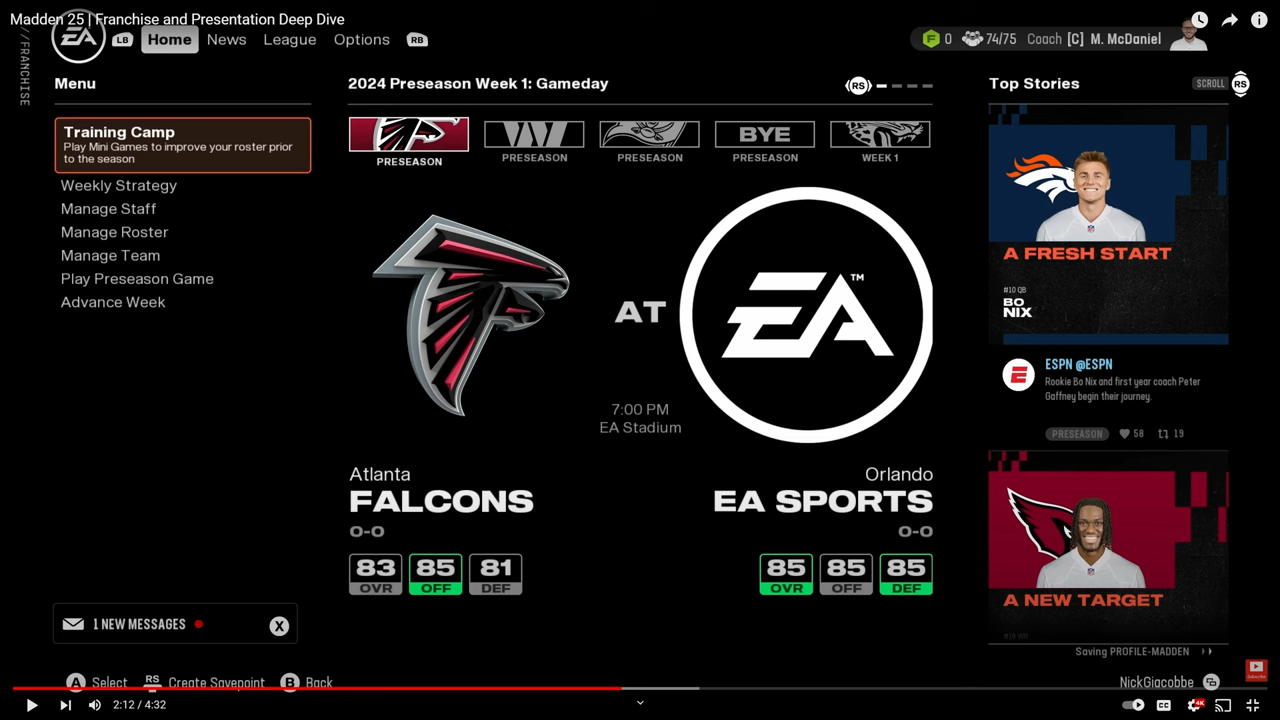 Madden 25 | Franchise and Presentation Deep Dive
//FRANCHISE
EA
LB
Home
News
League
Options
RB
F 0
74/75
Coach [C] M. McDaniel
Menu
Training Camp
Play Mini Games to improve your roster prior
to the season
Weekly Strategy
Manage Staff
Manage Roster
Manage Team
Play Preseason Game
Advance Week
1 NEW MESSAGES
X
2024 Preseason Week 1: Gameday
RS
BYE
PRESEASON
PRESEASON
PRESEASON
PRESEASON
WEEK 1
AT
EA™
7:00 PM
EA Stadium
Atlanta
FALCONS
0-0
83 OVR
85 OFF
81 DEF
Orlando
EA SPORTS
0-0
85 OVR
85 OFF
85 DEF
Top Stories
SCROLL RS
A FRESH START
#10 QB
BO
NIX
ESPN @ESPN
Rookie Bo Nix and first year coach Peter
Gaffney begin their journey.
PRESEASON
58
19
A NEW TARGET
Saving PROFILE-MADDEN
A Select
RS Create Savepoint
B Back
NickGiacobbe
Subscribe
2:12 / 4:32
CC
4K